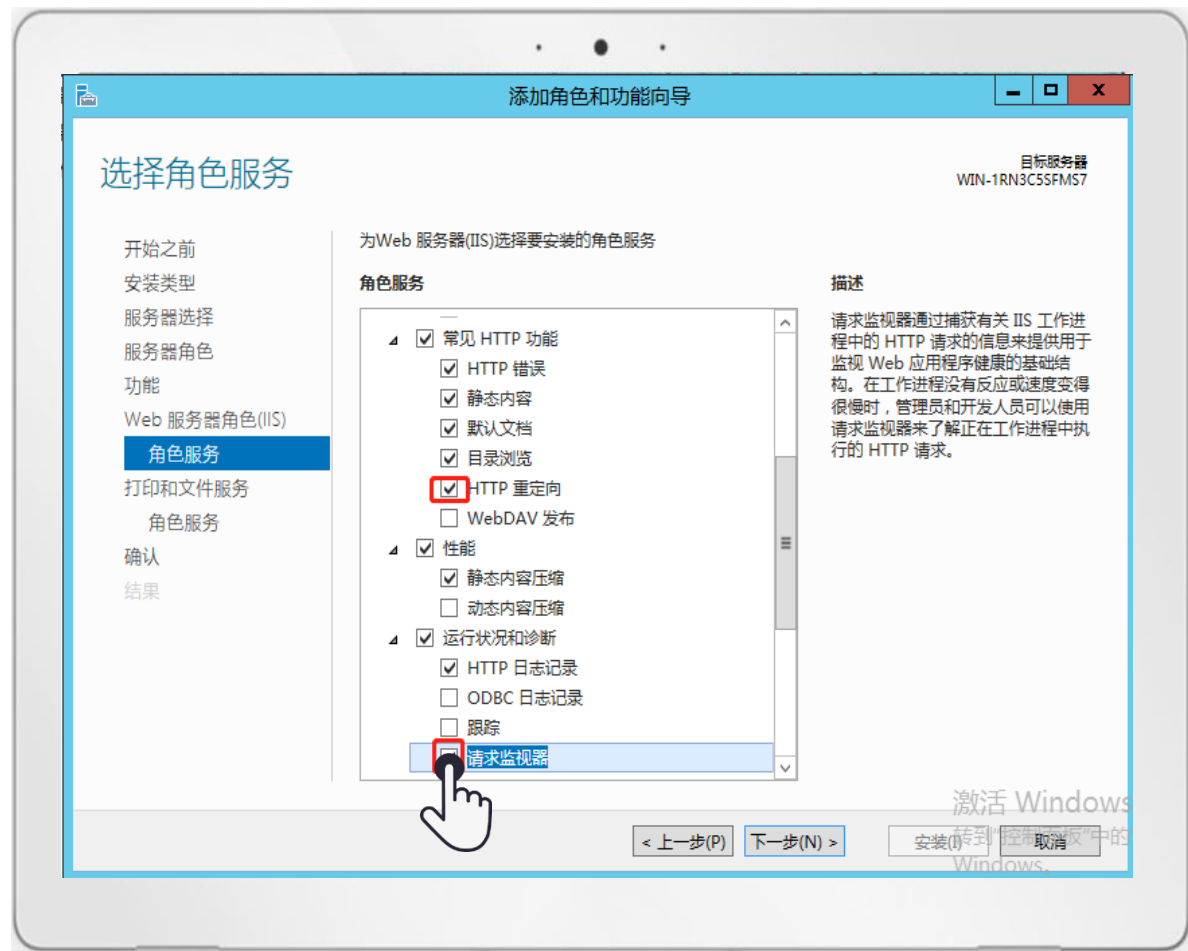 添加角色和功能向导
选择角色服务
目标服务器
WIN-1RN3C5SFMS7
开始之前
安装类型
服务器选择
服务器角色
功能
Web 服务器角色(IIS)
角色服务
打印和文件服务
角色服务
确认
结果
为Web 服务器(IIS)选择要安装的角色服务
角色服务
常见 HTTP 功能
HTTP 错误
静态内容
默认文档
目录浏览
HTTP 重定向
WebDAV 发布
性能
静态内容压缩
动态内容压缩
运行状况和诊断
HTTP 日志记录
ODBC 日志记录
跟踪
请求监视器
描述
请求监视器通过捕获有关 IIS 工作进
程中的 HTTP 请求的信息来提供用于
监视 Web 应用程序健康的基础结
构。在工作进程没有反应或速度变得
很慢时，管理员和开发人员可以使用
请求监视器来了解正在工作进程中执
行的 HTTP 请求。
激活 Windows
转到"控制面板"中的
Windows。
< 上一步(P)
下一步(N) >
安装(I)
取消